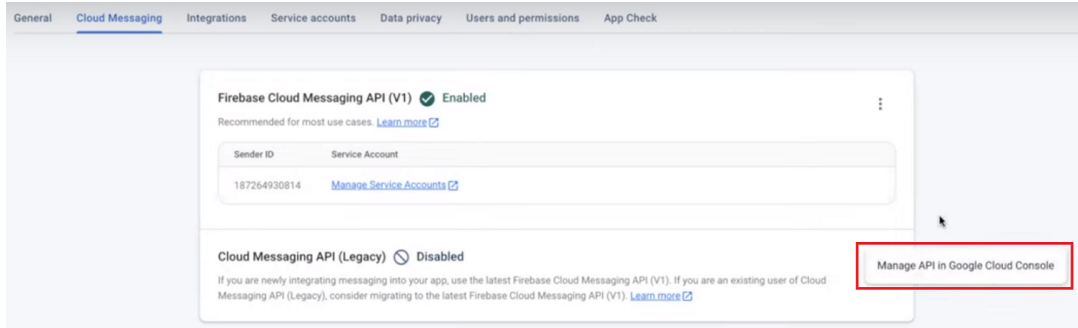 General Cloud Messaging Integrations Service accounts Data privacy Users and permissions App Check
Firebase Cloud Messaging API (V1) Enabled
Recommended for most use cases. Learn more
Sender ID Service Account
187264930814 Manage Service Accounts
Cloud Messaging API (Legacy) Disabled
Manage API in Google Cloud Console
If you are newly integrating messaging into your app, use the latest Firebase Cloud Messaging API (V1). If you are an existing user of Cloud
Messaging API (Legacy), consider migrating to the latest Firebase Cloud Messaging API (V1). Learn more